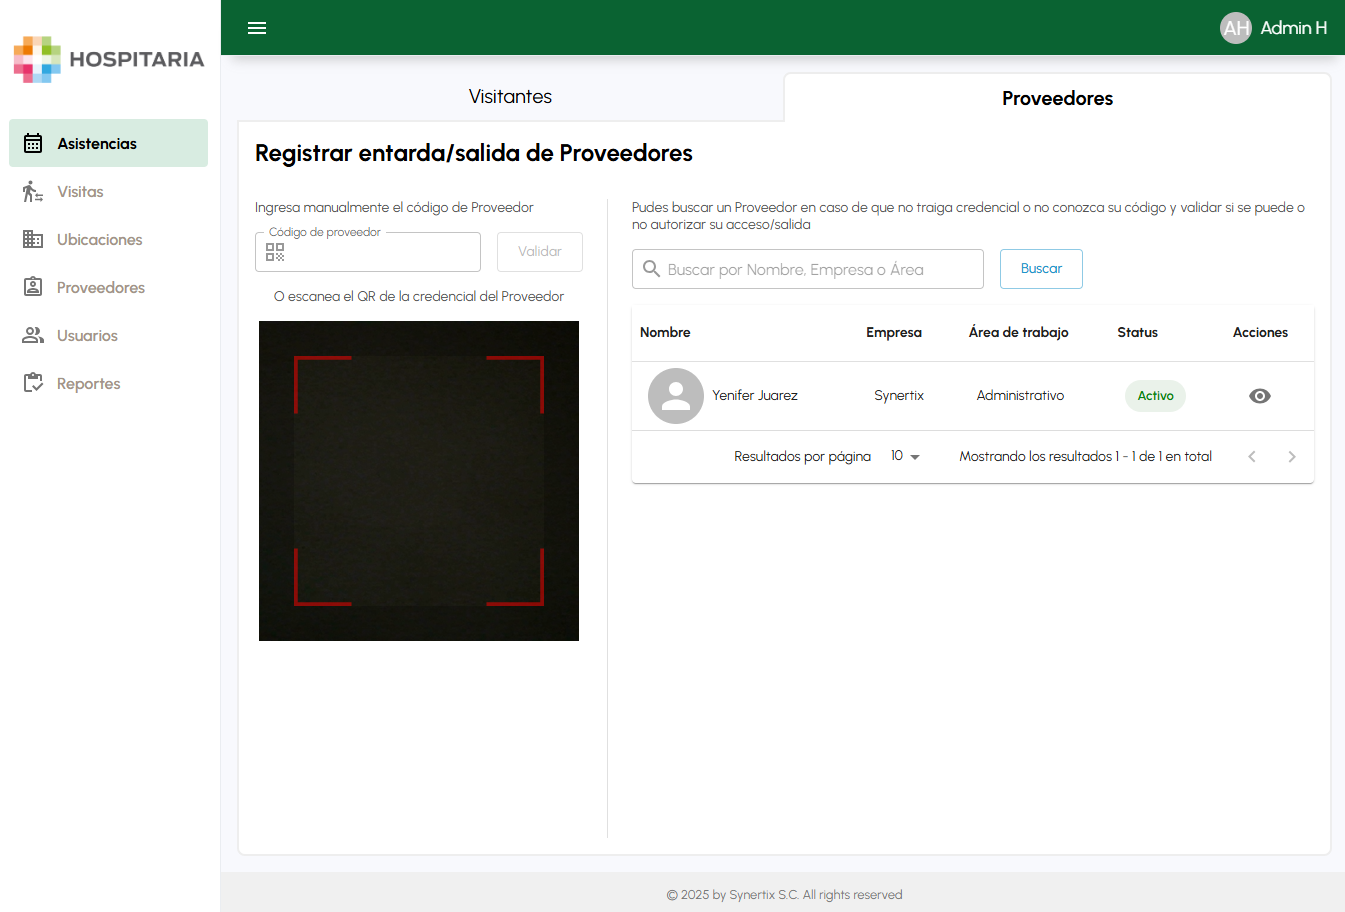 HOSPITARIA
AH Admin H
Asistencias
Visitas
Ubicaciones
Proveedores
Usuarios
Reportes
Visitantes
Proveedores
Registrar entarda/salida de Proveedores
Ingresa manualmente el código de Proveedor
Código de proveedor
Validar
O escanea el QR de la credencial del Proveedor
Pudes buscar un Proveedor en caso de que no traiga credencial o no conozca su código y validar si se puede o
no autorizar su acceso/salida
Buscar por Nombre, Empresa o Área
Buscar
Nombre Empresa Área de trabajo Status Acciones
Yenifer Juarez Synertix Administrativo Activo
Resultados por página 10 Mostrando los resultados 1 - 1 de 1 en total
© 2025 by Synertix S.C. All rights reserved